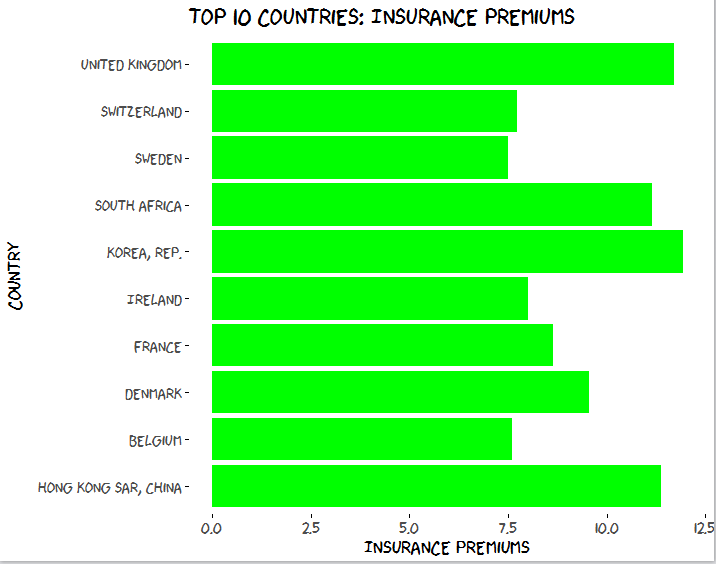 TOP 10 COUNTRIES: INSURANCE PREMIUMS
UNITED KINGDOM
SWITZERLAND
SWEDEN
SOUTH AFRICA
KOREA, REP.
IRELAND
FRANCE
DENMARK
BELGIUM
HONG KONG SAR, CHINA
COUNTRY
0.0 2.5 5.0 7.5 10.0 12.5
INSURANCE PREMIUMS